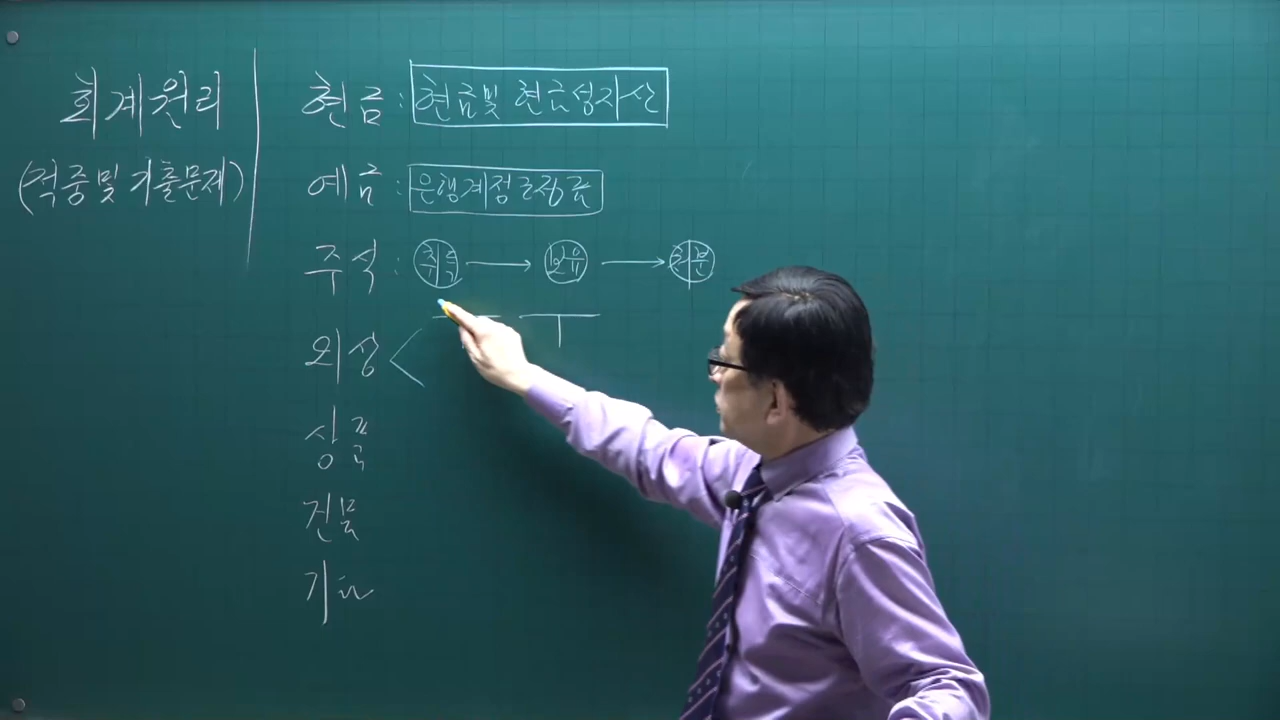 회계원리
(적중및 기출문제)
현금 : 현금및 현금성자산
예금 : 은행계정조정표
주식 : 취득 → 보유 → 처분
외상 <
상품
건물
기타